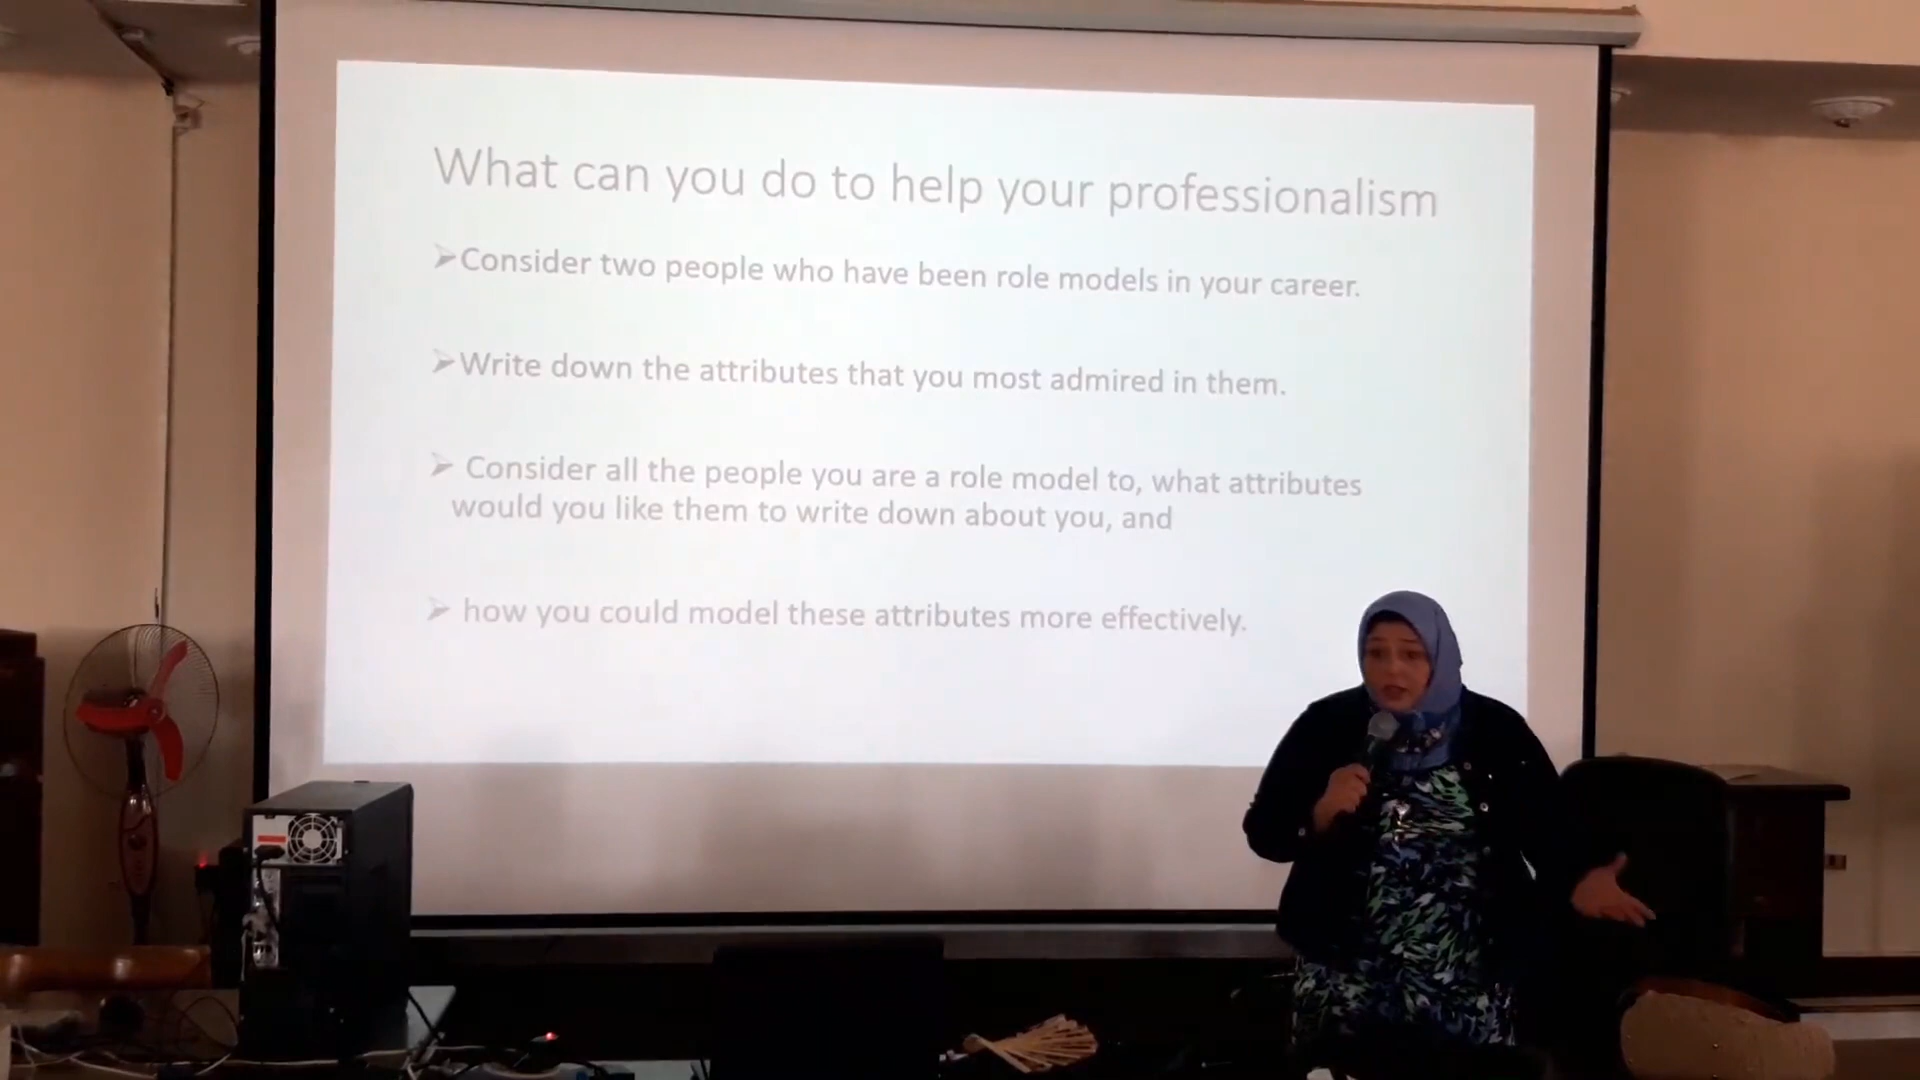 What can you do to help your professionalism
➢Consider two people who have been role models in your career.
➢Write down the attributes that you most admired in them.
➢ Consider all the people you are a role model to, what attributes
would you like them to write down about you, and
➢ how you could model these attributes more effectively.